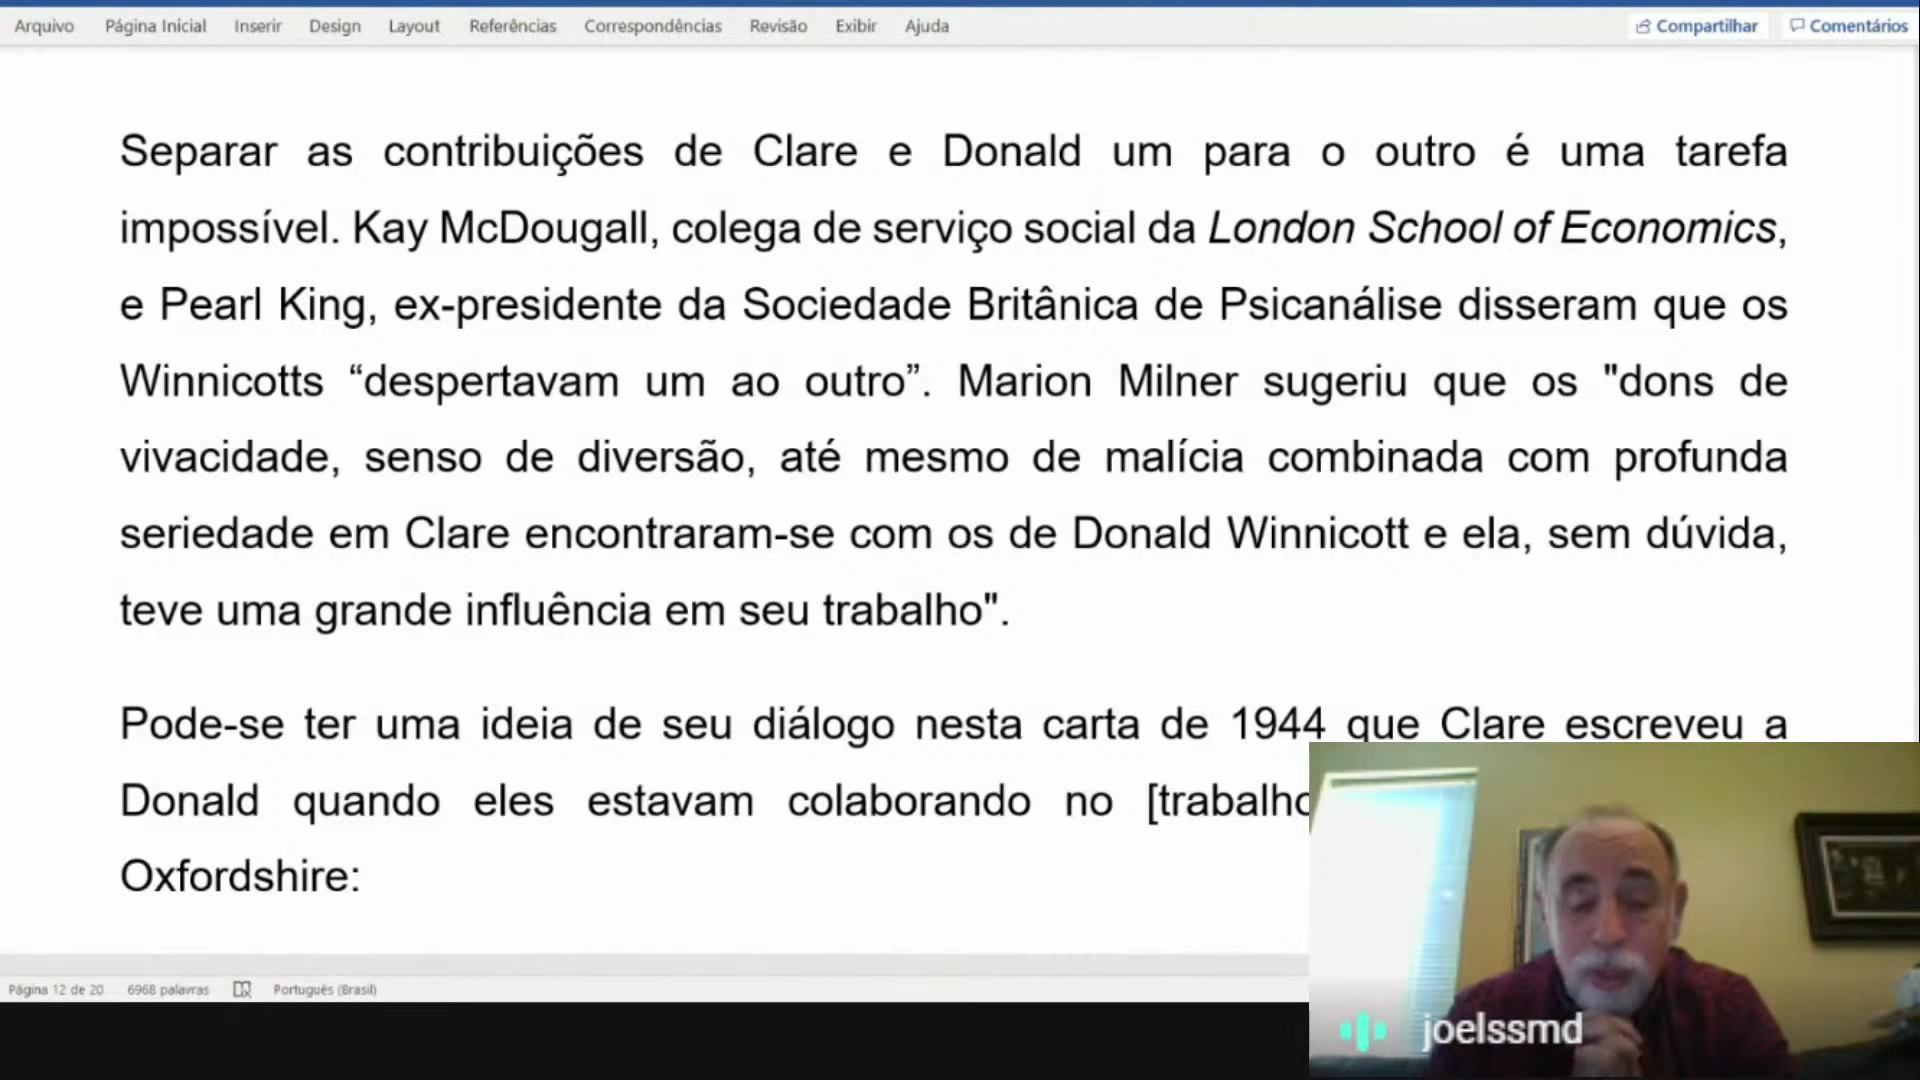 Arquivo Página Inicial Inserir Design Layout Referências Correspondências Revisão Exibir Ajuda Compartilhar Comentários
Separar as contribuições de Clare e Donald um para o outro é uma tarefa
impossível. Kay McDougall, colega de serviço social da London School of Economics,
e Pearl King, ex-presidente da Sociedade Britânica de Psicanálise disseram que os
Winnicotts “despertavam um ao outro”. Marion Milner sugeriu que os "dons de
vivacidade, senso de diversão, até mesmo de malícia combinada com profunda
seriedade em Clare encontraram-se com os de Donald Winnicott e ela, sem dúvida,
teve uma grande influência em seu trabalho".
Pode-se ter uma ideia de seu diálogo nesta carta de 1944 que Clare escreveu a
Donald quando eles estavam colaborando no [trabalho
Oxfordshire:
Página 12 de 20 6968 palavras Português (Brasil)
joelssmd